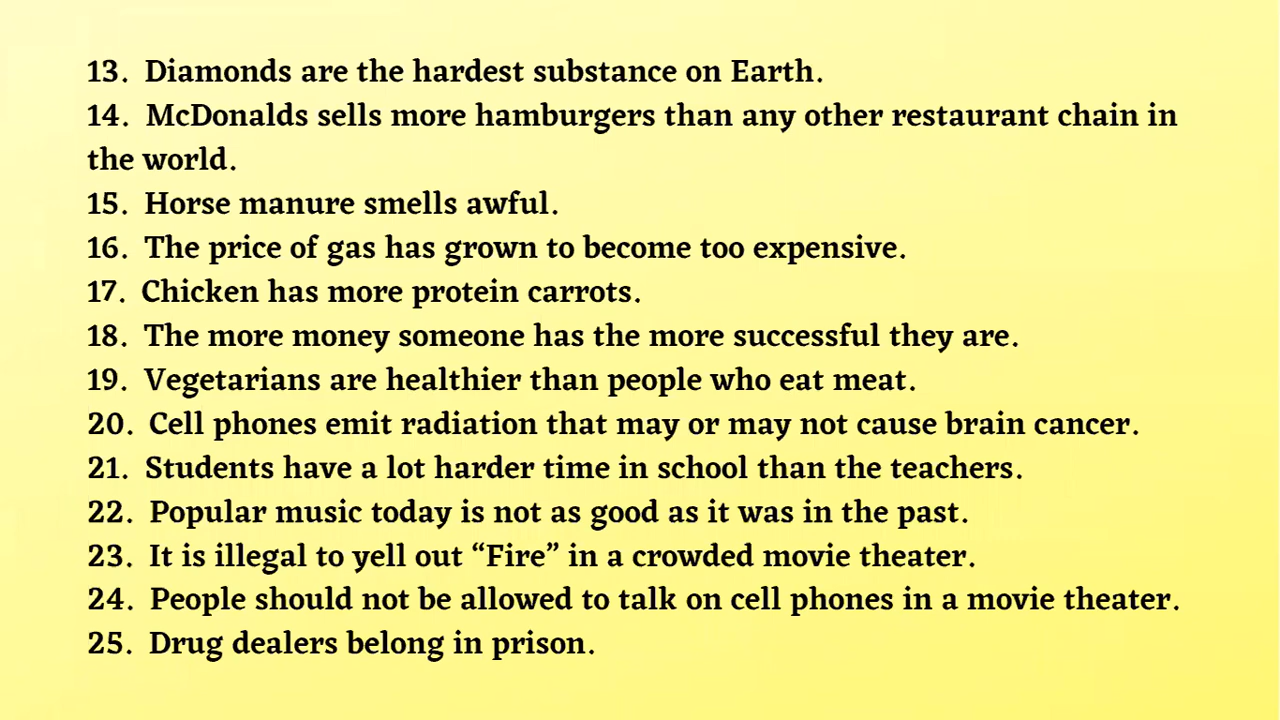 13. Diamonds are the hardest substance on Earth.
14. McDonalds sells more hamburgers than any other restaurant chain in
the world.
15. Horse manure smells awful.
16. The price of gas has grown to become too expensive.
17. Chicken has more protein carrots.
18. The more money someone has the more successful they are.
19. Vegetarians are healthier than people who eat meat.
20. Cell phones emit radiation that may or may not cause brain cancer.
21. Students have a lot harder time in school than the teachers.
22. Popular music today is not as good as it was in the past.
23. It is illegal to yell out “Fire” in a crowded movie theater.
24. People should not be allowed to talk on cell phones in a movie theater.
25. Drug dealers belong in prison.